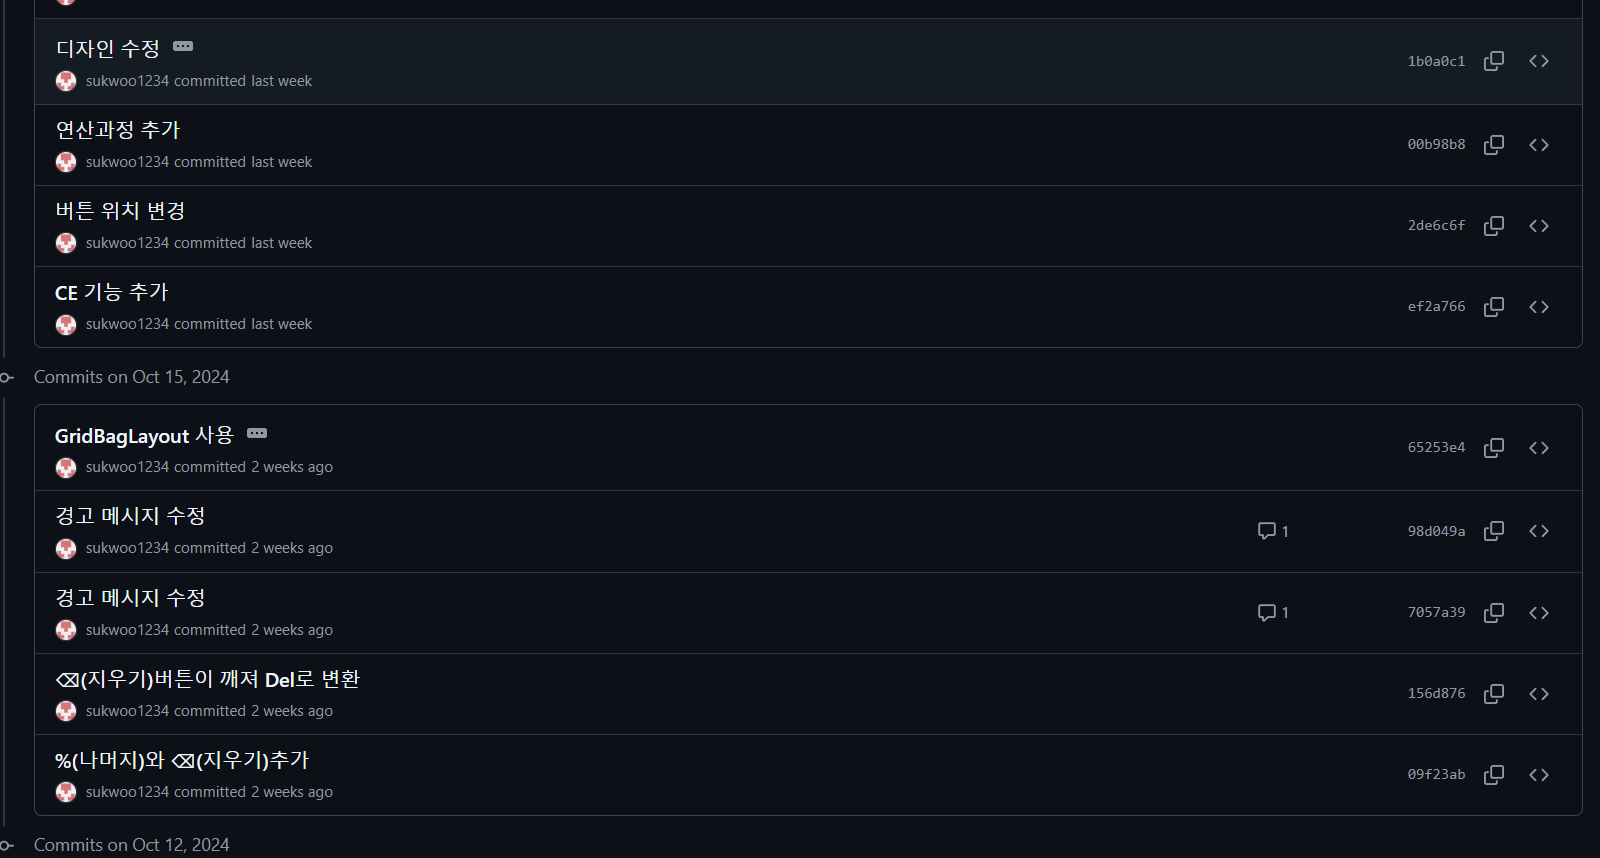 디자인 수정
sukwoo1234 committed last week
1b0a0c1
연산과정 추가
sukwoo1234 committed last week
00b98b8
버튼 위치 변경
sukwoo1234 committed last week
2de6c6f
CE 기능 추가
sukwoo1234 committed last week
ef2a766
Commits on Oct 15, 2024
GridBagLayout 사용
sukwoo1234 committed 2 weeks ago
65253e4
경고 메시지 수정
sukwoo1234 committed 2 weeks ago
1
98d049a
경고 메시지 수정
sukwoo1234 committed 2 weeks ago
1
7057a39
⌫(지우기)버튼이 깨져 Del로 변환
sukwoo1234 committed 2 weeks ago
156d876
%(나머지)와 ⌫(지우기)추가
sukwoo1234 committed 2 weeks ago
09f23ab
Commits on Oct 12, 2024